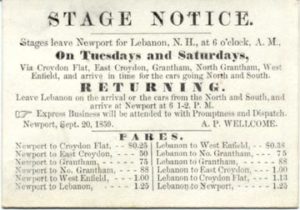 STAGE NOTICE.
Stages leave Newport for Lebanon, N. H., at 6 o'clock, A. M.,
On Tuesdays and Saturdays,
Via Croydon Flat, East Croydon, Grantham, North Grantham, West
Enfield, and arrive in time for the cars going North and South.
RETURNING.
Leave Lebanon on the arrival or the cars from the North and South, and
arrive at Newport at 6 1-2, P. M.
☞ Express Business will be attended to with Promptness and Dispatch.
Newport, Sept. 20, 1859. A. P. WELLCOME.
FARES.
Newport to Croydon Flat, -- $0.25 Lebanon to West Enfield, -- $0.38
Newport to East Croydon, --- 50 Lebanon to No. Grantham, -- 75
Newport to Grantham, ---- 75 Lebanon to Grantham, ---- 88
Newport to No. Grantham, -- 88 Lebanon to East Croydon, --- 1.00
Newport to West Enfield, -- 1.00 Lebanon to Croydon Flat, --- 1.13
Newport to Lebanon, ---- 1.25 Lebanon to Newport, ---- 1.25